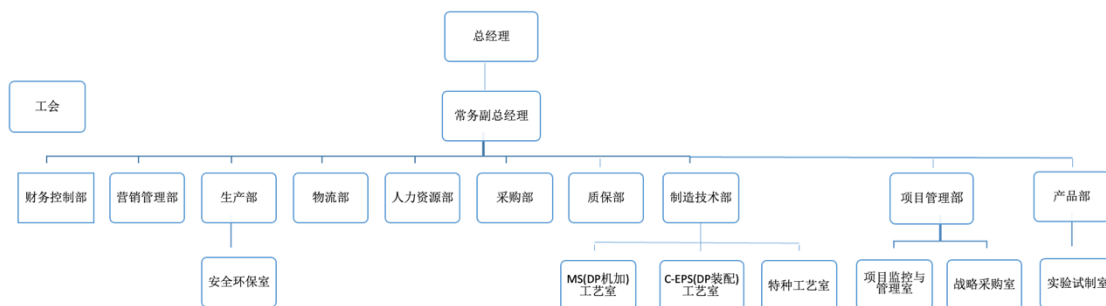 总经理
工会
常务副总经理
财务控制部
营销管理部
生产部
物流部
人力资源部
采购部
质保部
制造技术部
项目管理部
产品部
安全环保室
MS(DP机加)
工艺室
C-EPS(DP装配)
工艺室
特种工艺室
项目监控与
管理室
战略采购室
实验试制室